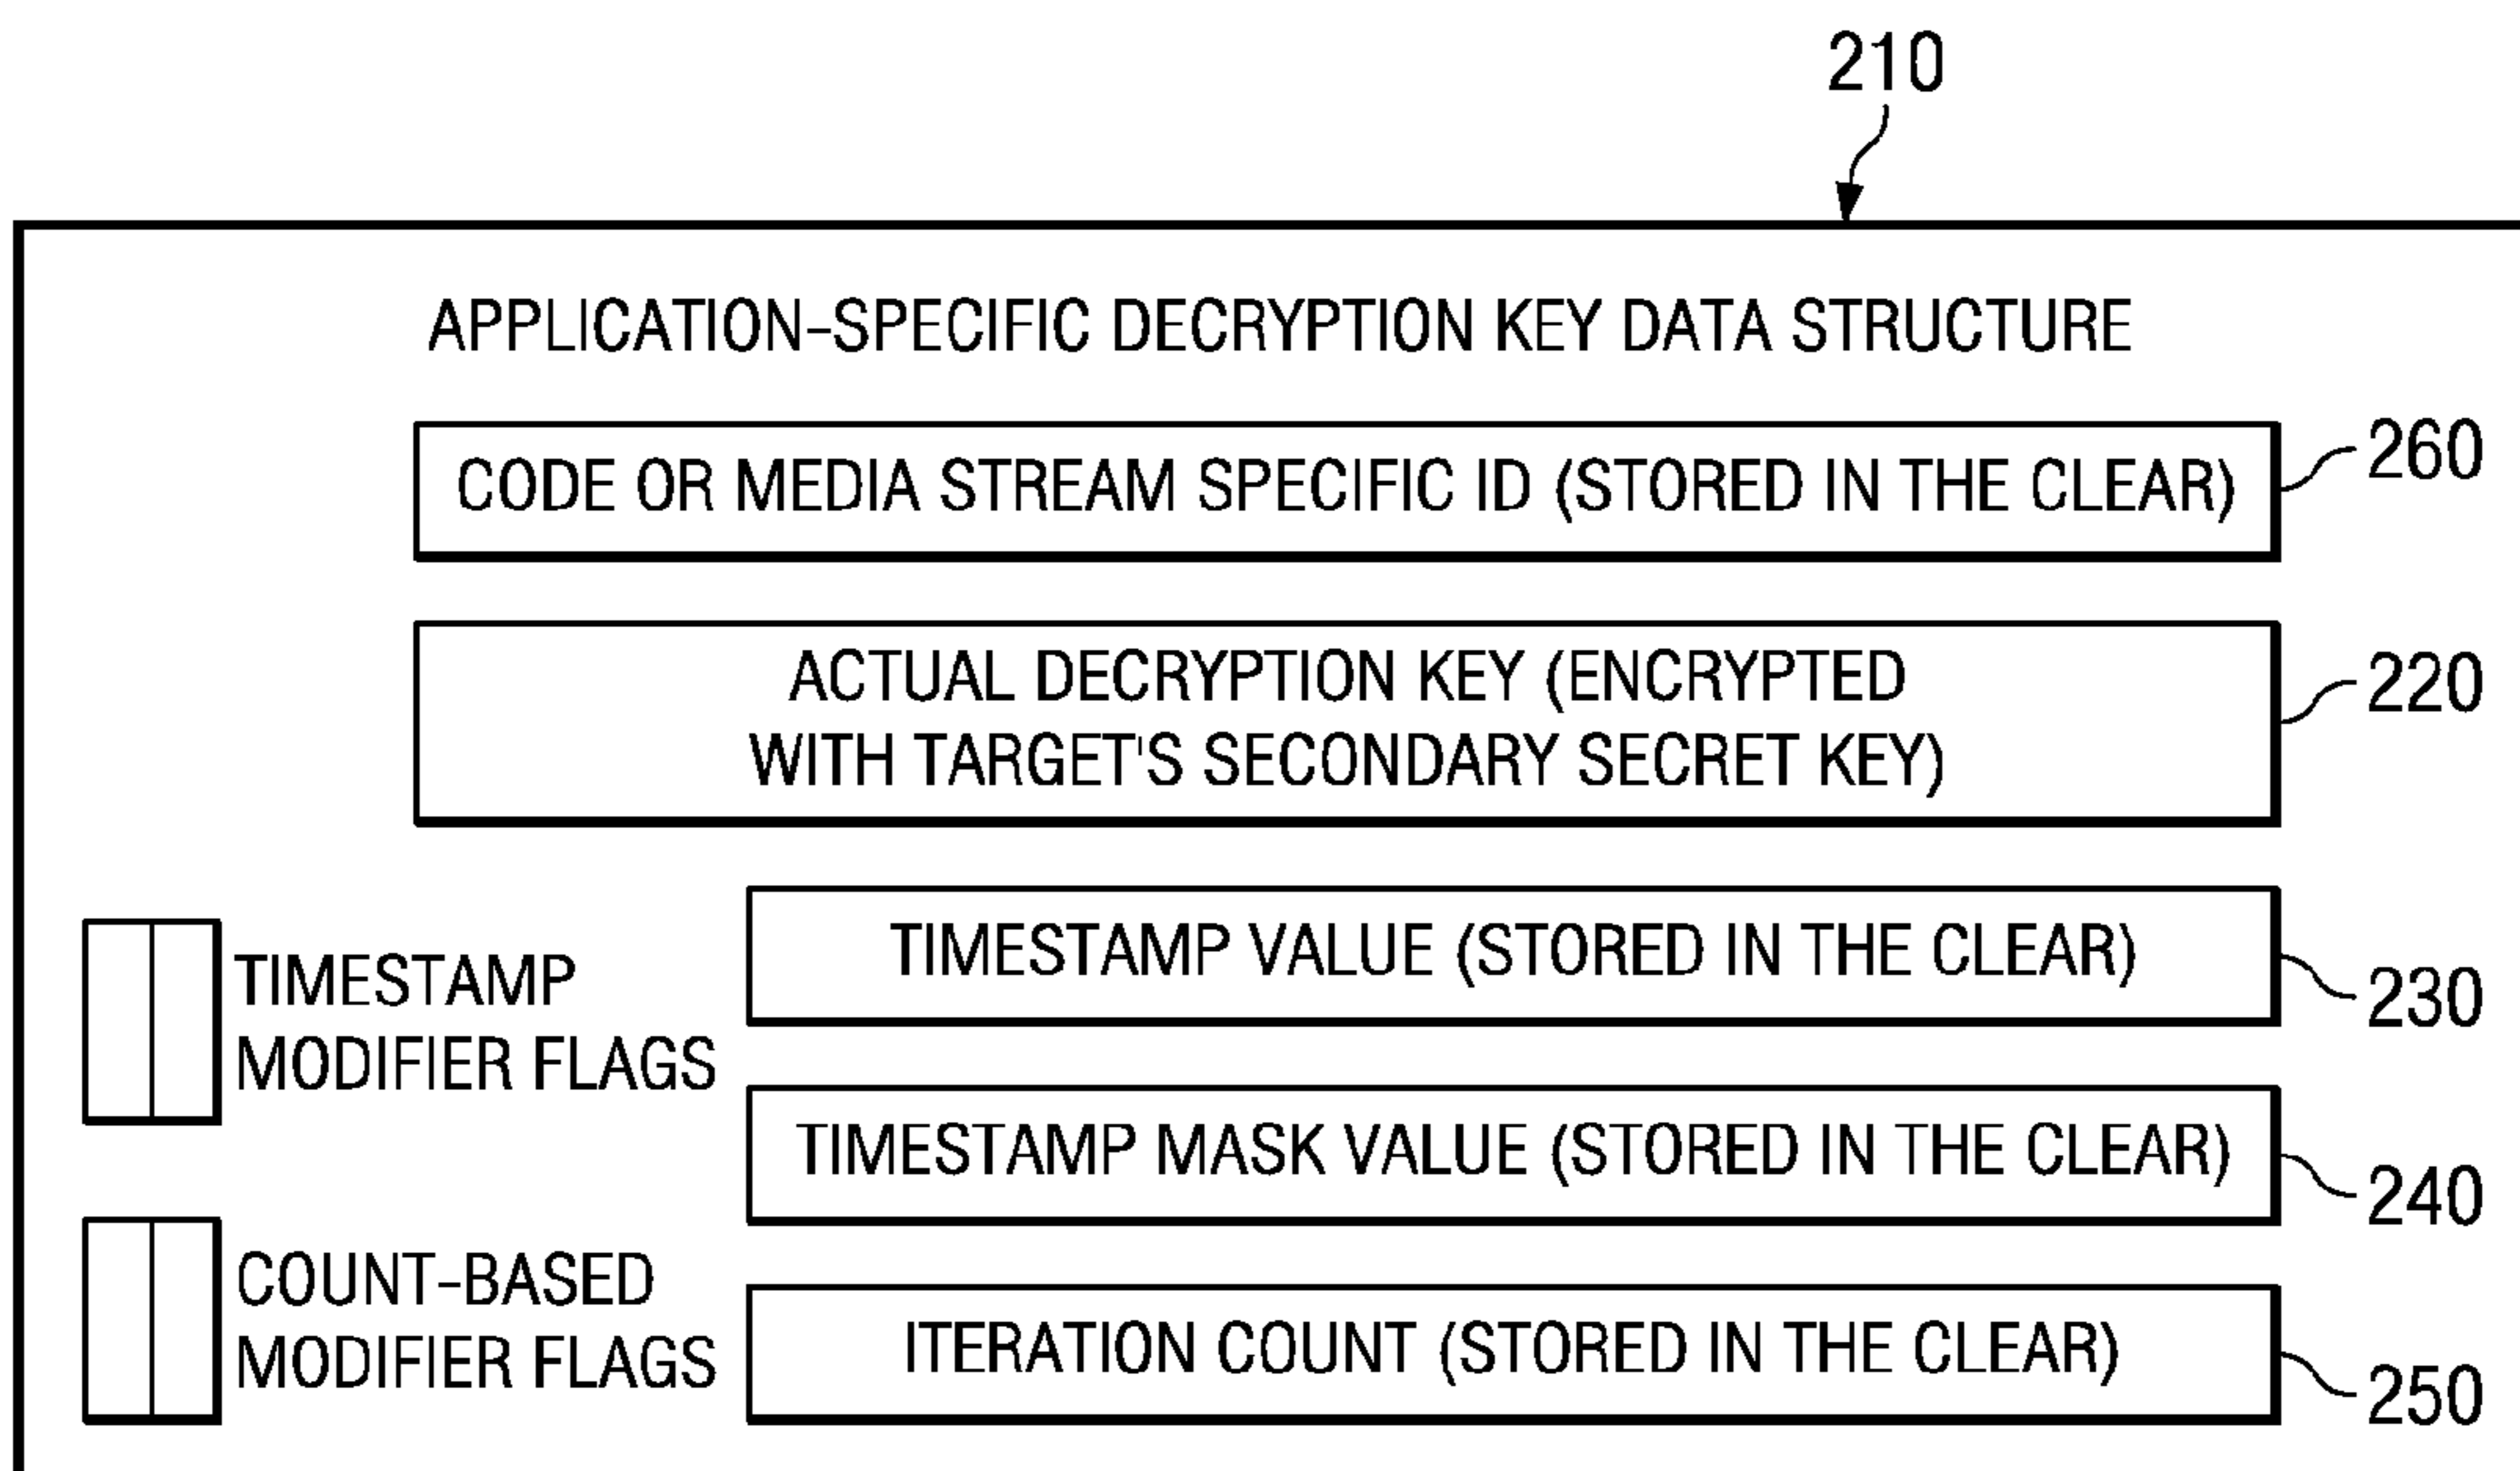 210
APPLICATION-SPECIFIC DECRYPTION KEY DATA STRUCTURE
CODE OR MEDIA STREAM SPECIFIC ID (STORED IN THE CLEAR)
260
ACTUAL DECRYPTION KEY (ENCRYPTED
WITH TARGET'S SECONDARY SECRET KEY)
220
TIMESTAMP
MODIFIER FLAGS
TIMESTAMP VALUE (STORED IN THE CLEAR)
230
TIMESTAMP MASK VALUE (STORED IN THE CLEAR)
240
COUNT-BASED
MODIFIER FLAGS
ITERATION COUNT (STORED IN THE CLEAR)
250